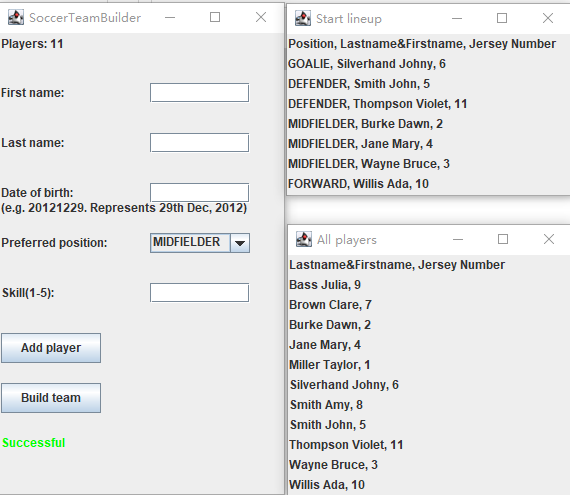 SoccerTeamBuilder
Players: 11
First name:
Last name:
Date of birth:
(e.g. 20121229. Represents 29th Dec, 2012)
Preferred position:
MIDFIELDER
Skill(1-5):
Add player
Build team
Successful
Start lineup
Position, Lastname&Firstname, Jersey Number
GOALIE, Silverhand Johny, 6
DEFENDER, Smith John, 5
DEFENDER, Thompson Violet, 11
MIDFIELDER, Burke Dawn, 2
MIDFIELDER, Jane Mary, 4
MIDFIELDER, Wayne Bruce, 3
FORWARD, Willis Ada, 10
All players
Lastname&Firstname, Jersey Number
Bass Julia, 9
Brown Clare, 7
Burke Dawn, 2
Jane Mary, 4
Miller Taylor, 1
Silverhand Johny, 6
Smith Amy, 8
Smith John, 5
Thompson Violet, 11
Wayne Bruce, 3
Willis Ada, 10